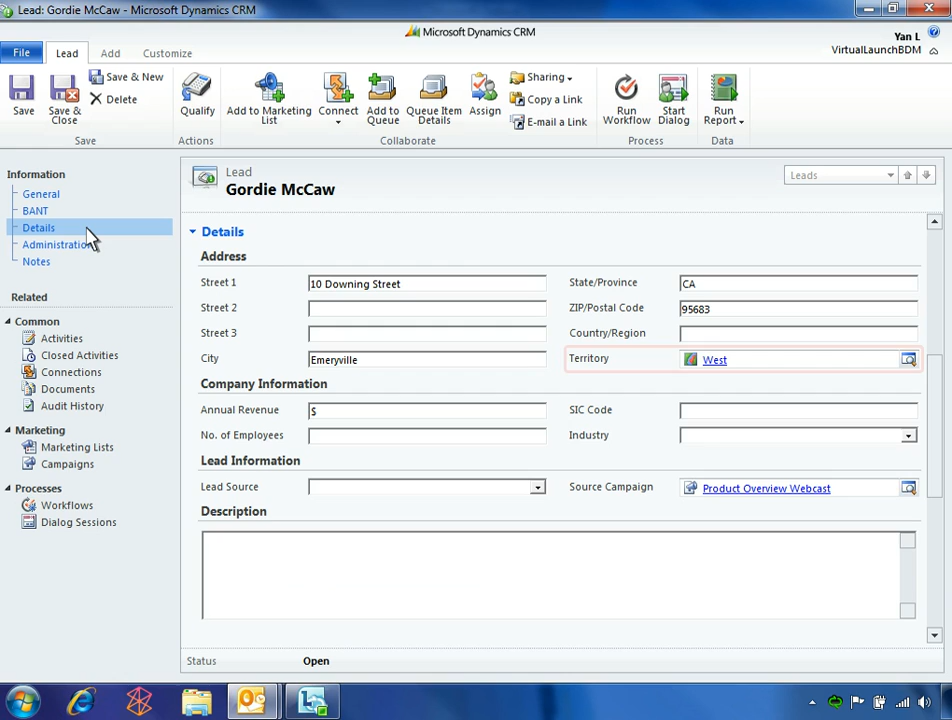 Lead: Gordie McCaw - Microsoft Dynamics CRM
Microsoft Dynamics CRM
Yan L
VirtualLaunchBDM
File
Lead
Add
Customize
Save
Save & Close
Save & New
Delete
Save
Qualify
Actions
Add to Marketing List
Connect
Add to Queue
Queue Item Details
Assign
Sharing
Copy a Link
E-mail a Link
Collaborate
Run Workflow
Start Dialog
Process
Run Report
Data
Information
General
BANT
Details
Administration
Notes
Related
Common
Activities
Closed Activities
Connections
Documents
Audit History
Marketing
Marketing Lists
Campaigns
Processes
Workflows
Dialog Sessions
Lead
Gordie McCaw
Leads
Details
Address
Street 1 10 Downing Street State/Province CA
Street 2 ZIP/Postal Code 95683
Street 3 Country/Region
City Emeryville Territory West
Company Information
Annual Revenue $ SIC Code
No. of Employees Industry
Lead Information
Lead Source Source Campaign Product Overview Webcast
Description
Status Open